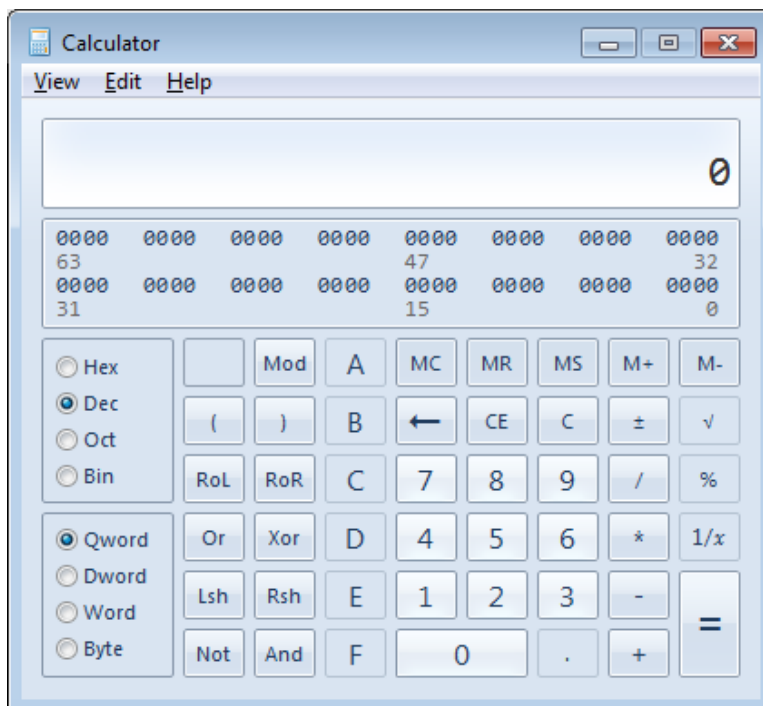 Calculator
View Edit Help
0
0000 0000 0000 0000 0000 0000 0000 0000
63 47 32
0000 0000 0000 0000 0000 0000 0000 0000
31 15 0
Hex Mod A MC MR MS M+ M-
Dec ( ) B ← CE C ± √
Oct
Bin RoL RoR C 7 8 9 / %
Qword Or Xor D 4 5 6 * 1/x
Dword
Word Lsh Rsh E 1 2 3 - =
Byte Not And F 0 . +